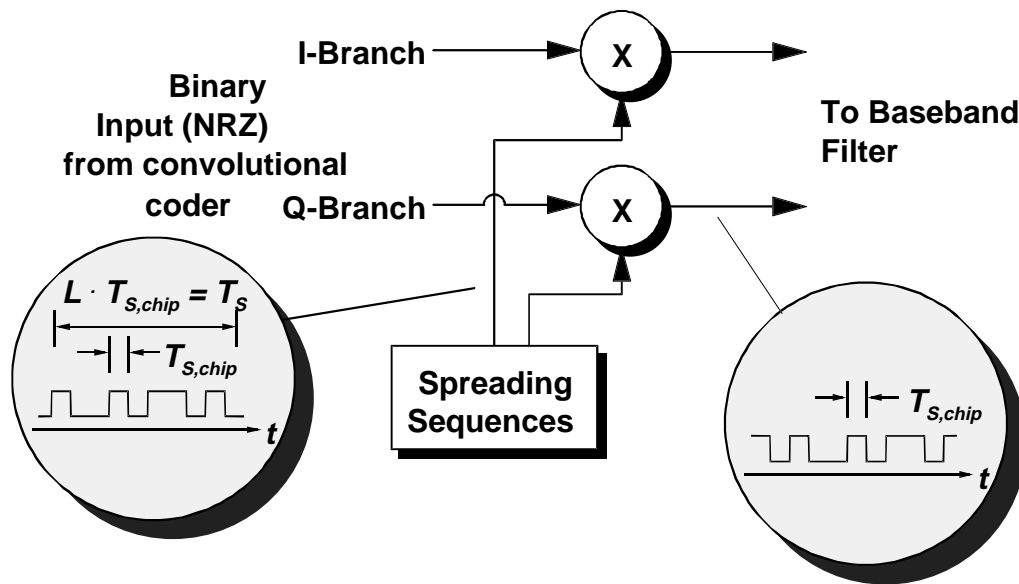 I-Branch
X
Binary
Input (NRZ)
from convolutional
coder
To Baseband
Filter
Q-Branch
X
L · T_S,chip = T_S
T_S,chip
t
Spreading
Sequences
T_S,chip
t